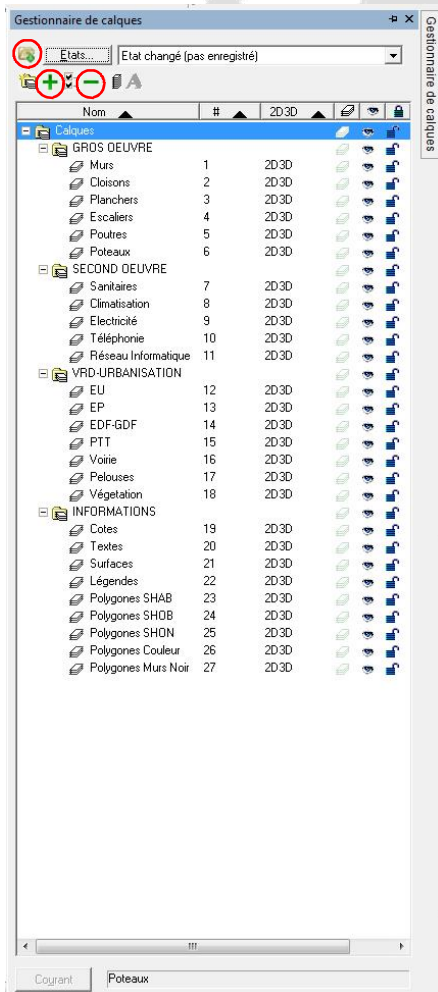 Gestionnaire de calques
Gestionnaire de calques
Etats...
Etat changé (pas enregistré)
A
Nom # 2D3D
Calques
GROS OEUVRE
Murs 1 2D3D
Cloisons 2 2D3D
Planchers 3 2D3D
Escaliers 4 2D3D
Poutres 5 2D3D
Poteaux 6 2D3D
SECOND OEUVRE
Sanitaires 7 2D3D
Climatisation 8 2D3D
Electricité 9 2D3D
Téléphonie 10 2D3D
Réseau Informatique 11 2D3D
VRD-URBANISATION
EU 12 2D3D
EP 13 2D3D
EDF-GDF 14 2D3D
PTT 15 2D3D
Voirie 16 2D3D
Pelouses 17 2D3D
Végetation 18 2D3D
INFORMATIONS
Cotes 19 2D3D
Textes 20 2D3D
Surfaces 21 2D3D
Légendes 22 2D3D
Polygones SHAB 23 2D3D
Polygones SHOB 24 2D3D
Polygones SHON 25 2D3D
Polygones Couleur 26 2D3D
Polygones Murs Noir 27 2D3D
Courant
Poteaux